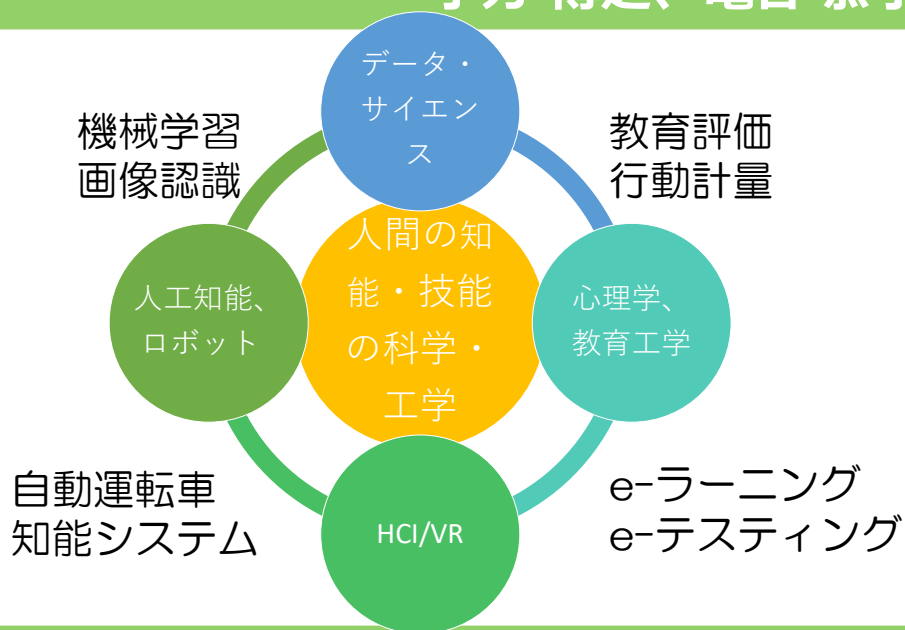 データ・
サイエン
ス
機械学習
画像認識
教育評価
行動計量
人間の知
能・技能
の科学・
工学
人工知能、
ロボット
心理学、
教育工学
自動運転車
知能システム
HCI/VR
e-ラーニング
e-テスティング